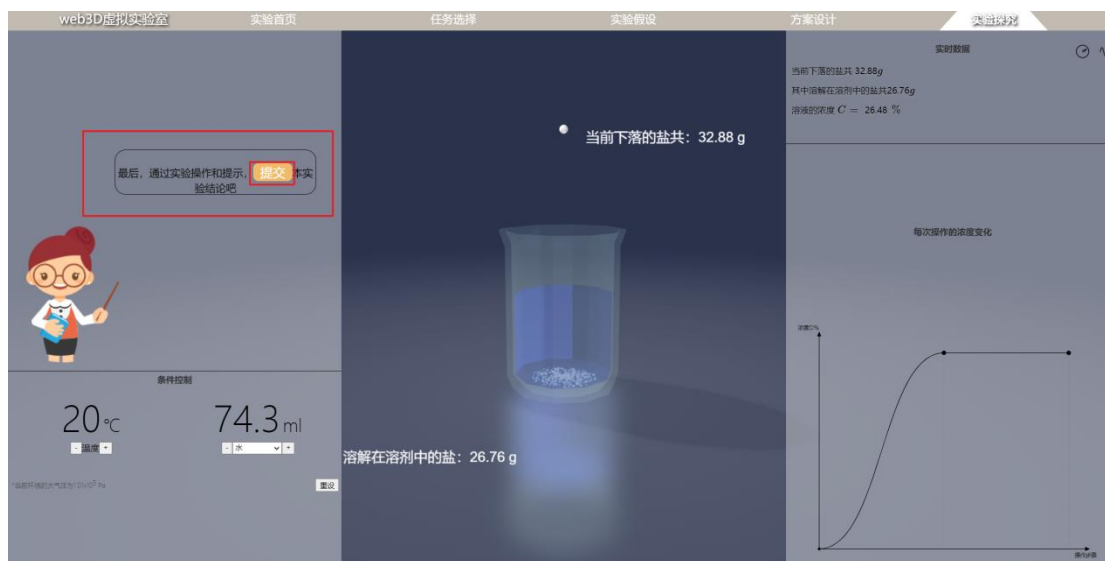 web3D虚拟实验室 实验首页 任务选择 实验假设 方案设计 实验探究
最后，通过实验操作和提示， 提交 本实
验结论吧
条件控制
20 ℃ 74.3 ml
- 温度 + - 水 +
重设
当前下落的盐共：32.88 g
溶解在溶剂中的盐：26.76 g
实时数据
当前下落的盐共 32.88g
其中溶解在溶剂中的盐共26.76g
溶液的浓度 C = 26.48 %
每次操作的浓度变化
浓度C%
操作步骤